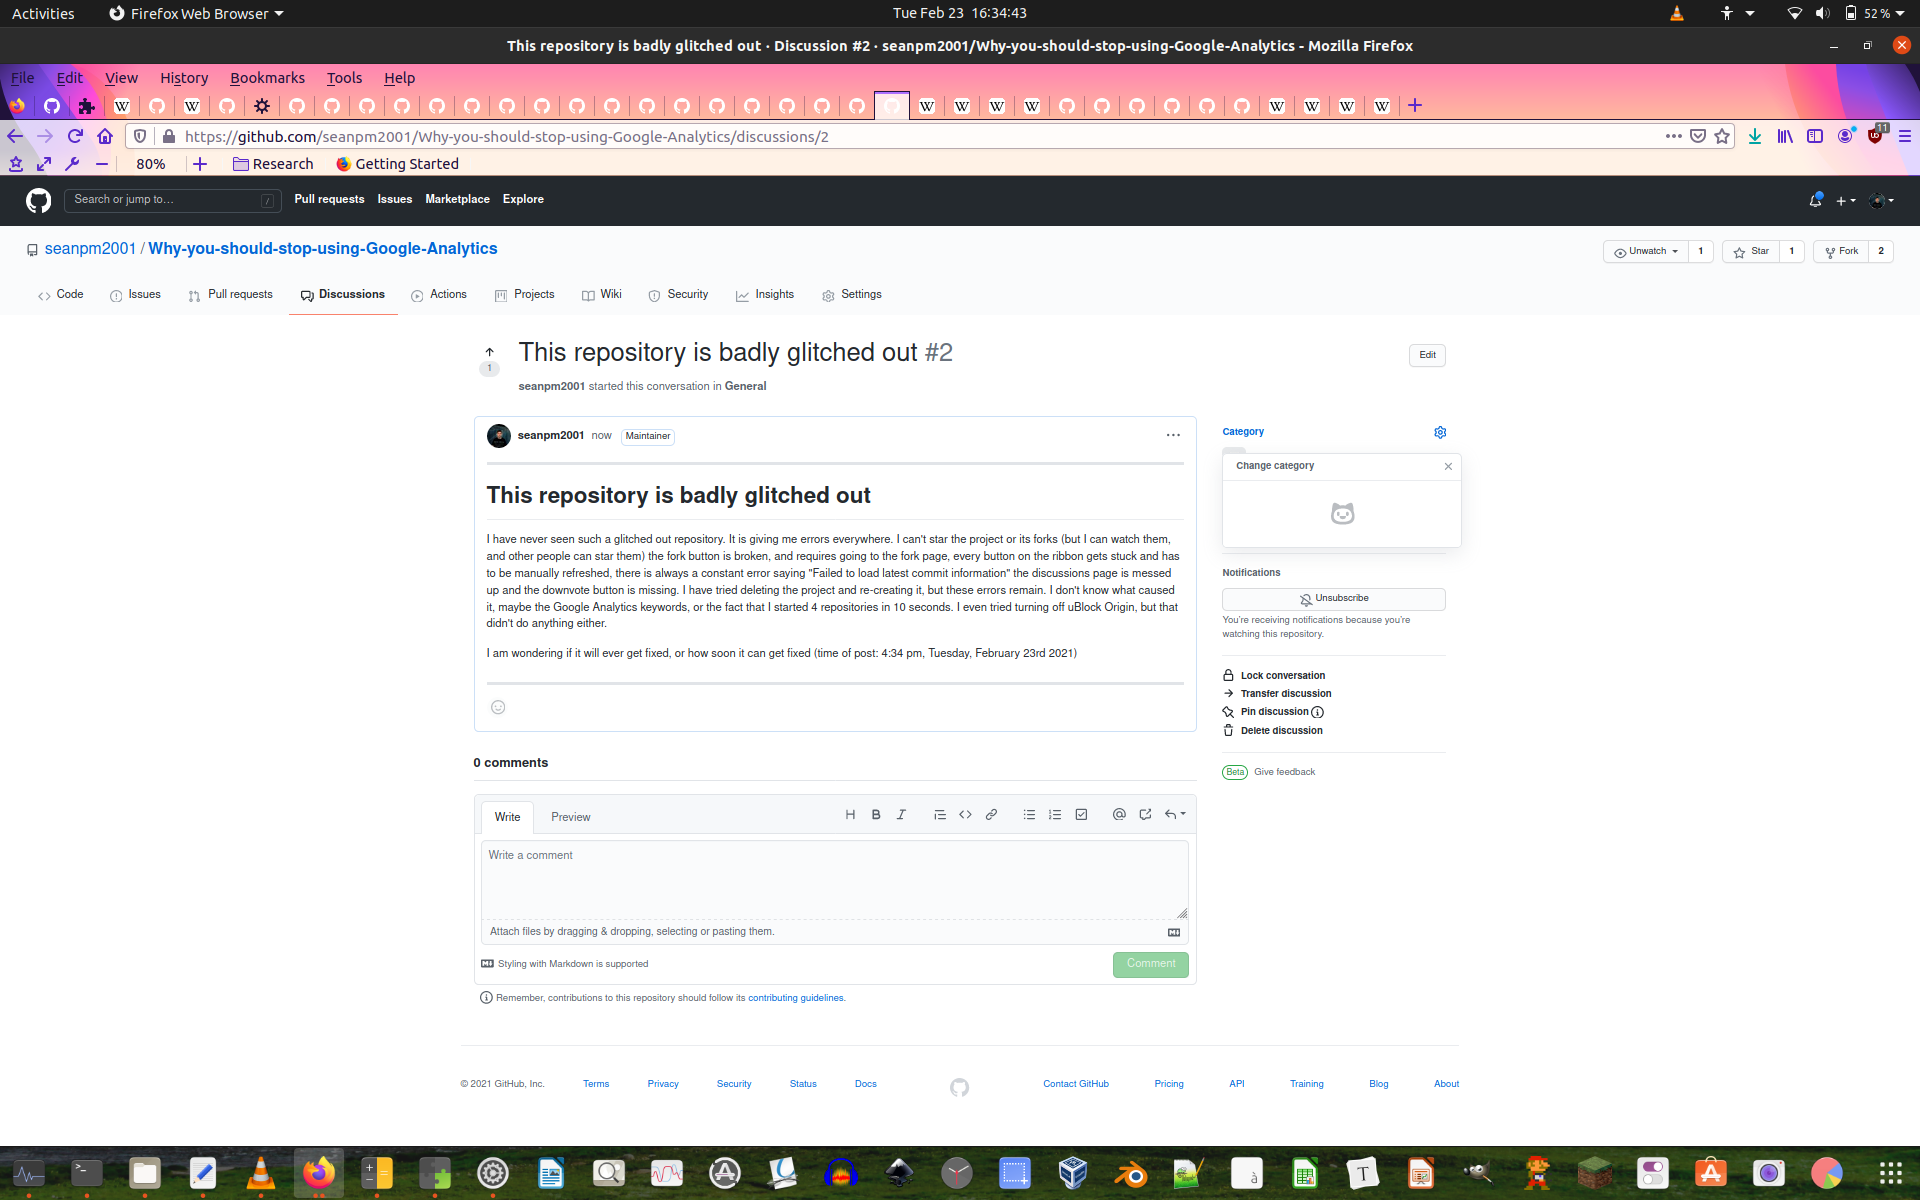 Activities
Firefox Web Browser
Tue Feb 23  16:34:43
52 %
This repository is badly glitched out · Discussion #2 · seanpm2001/Why-you-should-stop-using-Google-Analytics - Mozilla Firefox
File Edit View History Bookmarks Tools Help
https://github.com/seanpm2001/Why-you-should-stop-using-Google-Analytics/discussions/2
11
80%
Research
Getting Started
Search or jump to…
/
Pull requests Issues Marketplace Explore
seanpm2001 / Why-you-should-stop-using-Google-Analytics
Unwatch 1
Star 1
Fork 2
Code Issues Pull requests Discussions Actions Projects Wiki Security Insights Settings
1
This repository is badly glitched out #2
Edit
seanpm2001 started this conversation in General
seanpm2001 now Maintainer
This repository is badly glitched out
I have never seen such a glitched out repository. It is giving me errors everywhere. I can't star the project or its forks (but I can watch them,
and other people can star them) the fork button is broken, and requires going to the fork page, every button on the ribbon gets stuck and has
to be manually refreshed, there is always a constant error saying "Failed to load latest commit information" the discussions page is messed
up and the downvote button is missing. I have tried deleting the project and re-creating it, but these errors remain. I don't know what caused
it, maybe the Google Analytics keywords, or the fact that I started 4 repositories in 10 seconds. I even tried turning off uBlock Origin, but that
didn't do anything either.
I am wondering if it will ever get fixed, or how soon it can get fixed (time of post: 4:34 pm, Tuesday, February 23rd 2021)
Category
Change category
Notifications
Unsubscribe
You're receiving notifications because you're
watching this repository.
Lock conversation
Transfer discussion
Pin discussion
Delete discussion
Beta Give feedback
0 comments
Write Preview
Write a comment
Attach files by dragging & dropping, selecting or pasting them.
Styling with Markdown is supported
Comment
Remember, contributions to this repository should follow its contributing guidelines.
© 2021 GitHub, Inc. Terms Privacy Security Status Docs Contact GitHub Pricing API Training Blog About